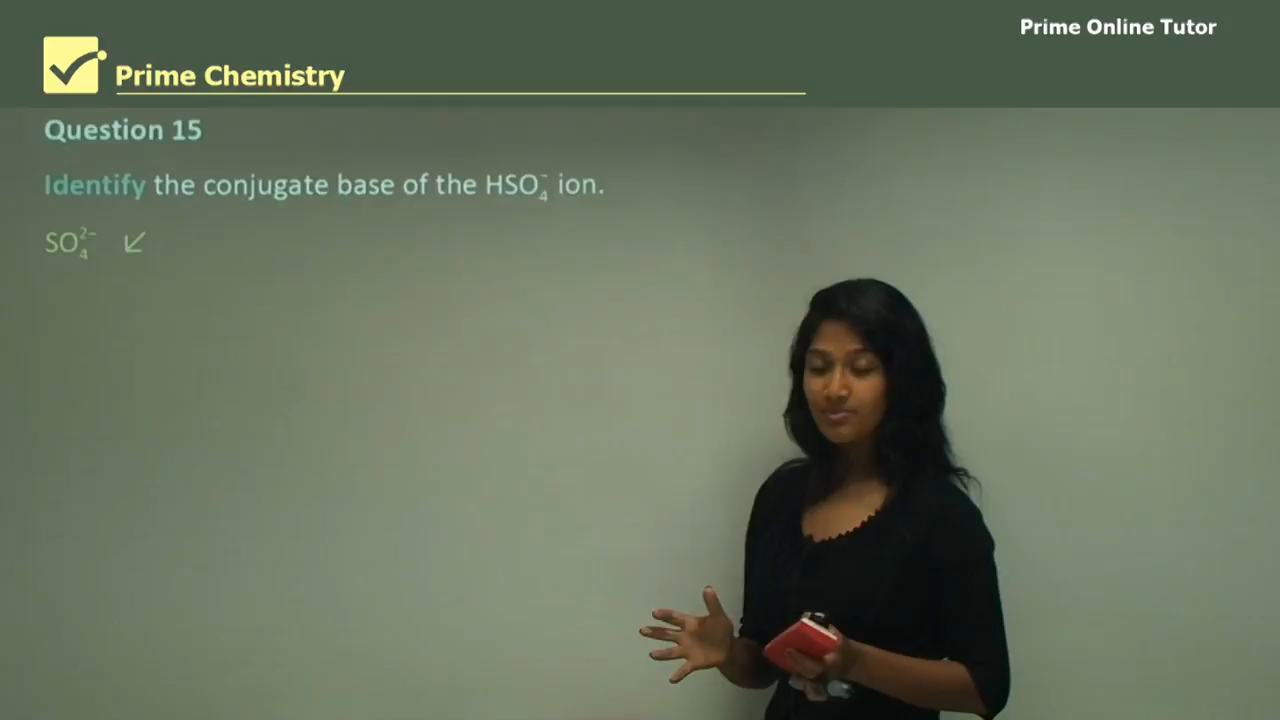 Prime Online Tutor
Prime Chemistry
Question 15
Identify the conjugate base of the HSO₄⁻ ion.
SO₄²⁻ ↙